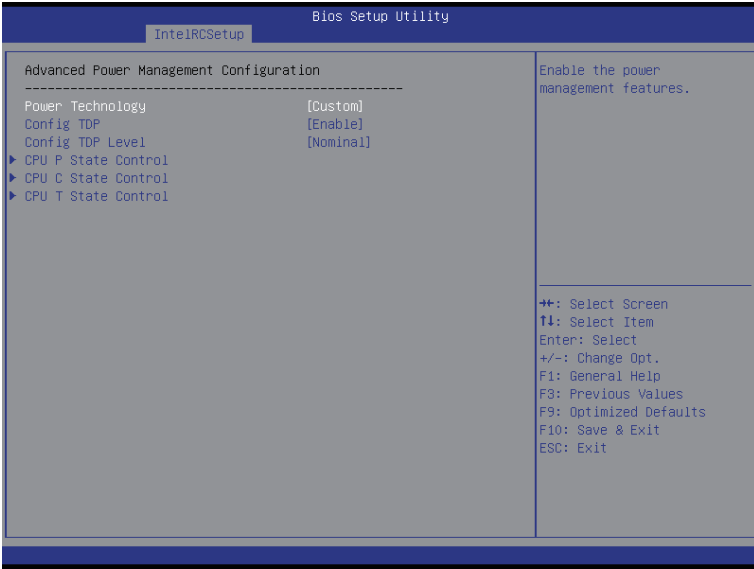 Bios Setup Utility
IntelRCSetup
Advanced Power Management Configuration
--------------------------------------------------
Power Technology [Custom]
Config TDP [Enable]
Config TDP Level [Nominal]
CPU P State Control
CPU C State Control
CPU T State Control
Enable the power
management features.
→←: Select Screen
↑↓: Select Item
Enter: Select
+/-: Change Opt.
F1: General Help
F3: Previous Values
F9: Optimized Defaults
F10: Save & Exit
ESC: Exit